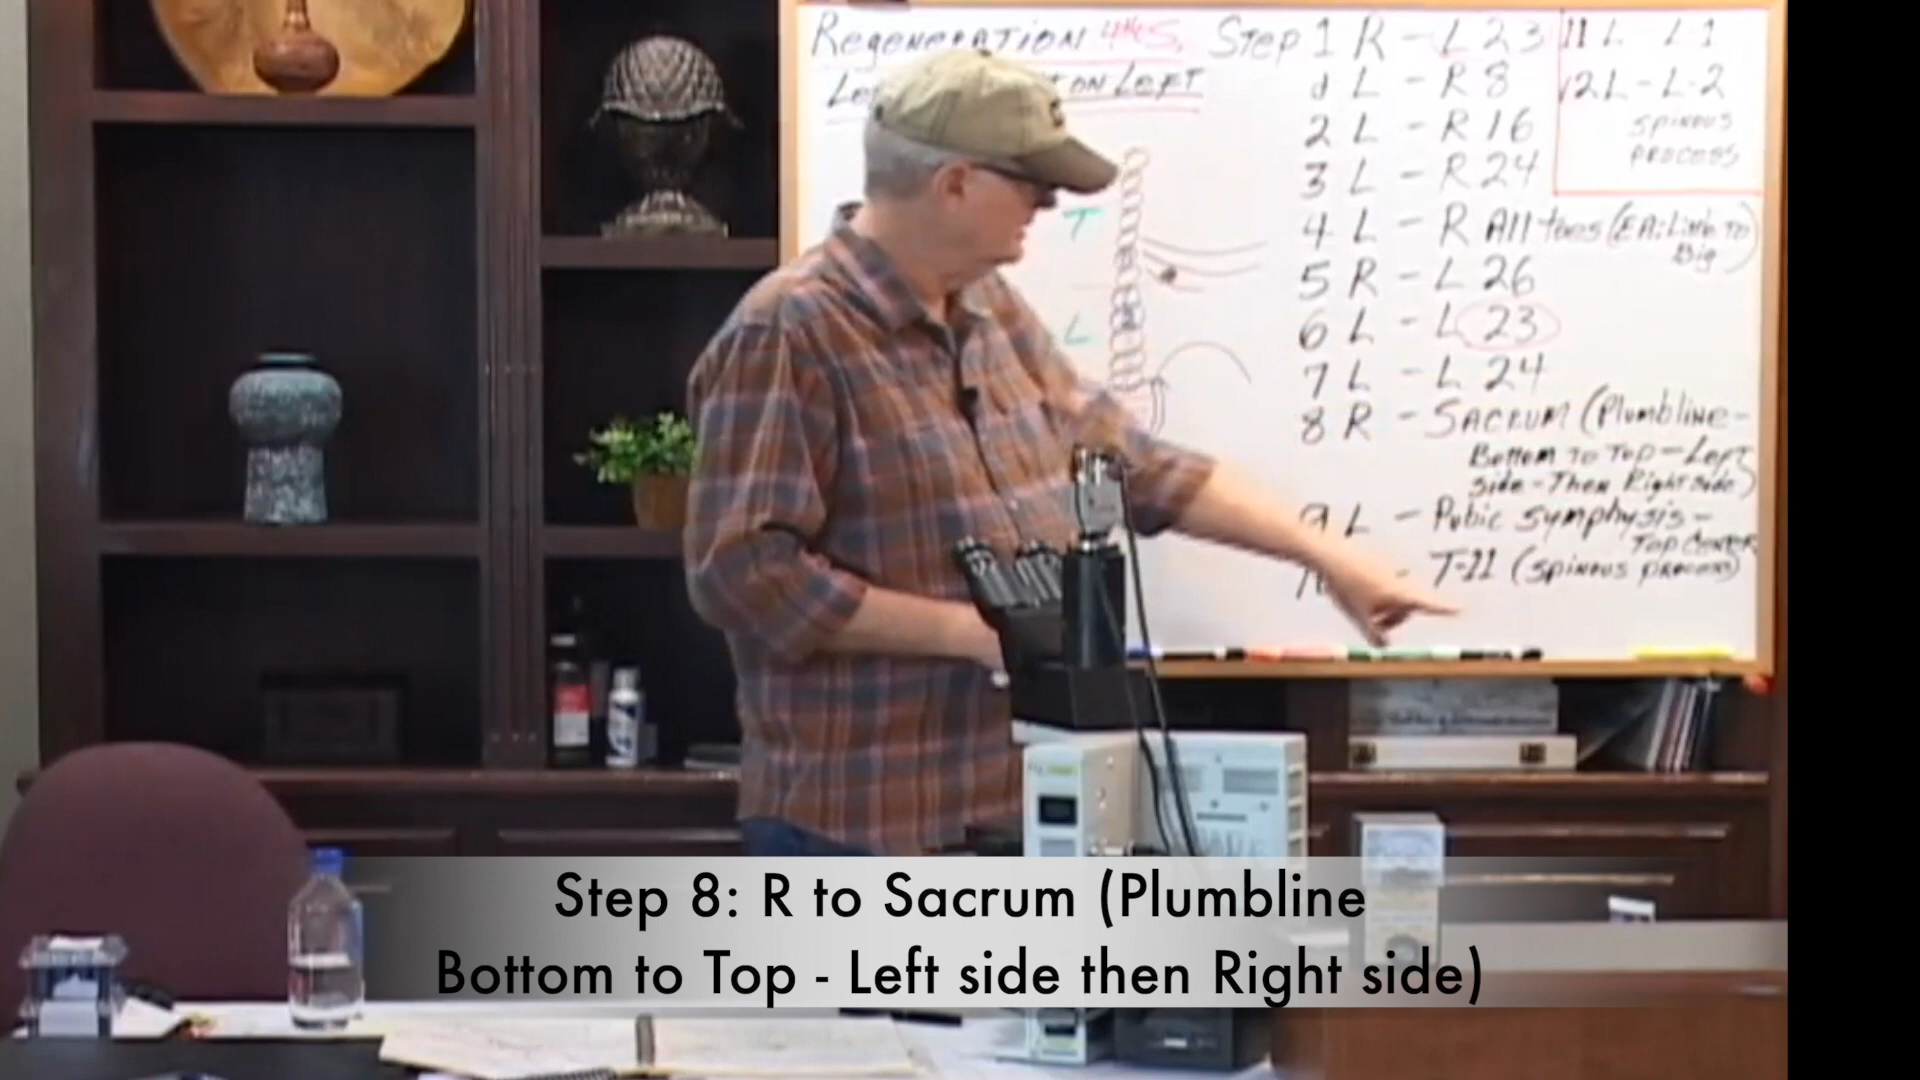 Regeneration
on Left
Step 1 R - L 23
L - R 8
2 L - R 16
3 L - R 24
4 L - R All toes (EA: Little to
Big)
5 R - L 26
6 L - L 23
7 L - L 24
8 R - Sacrum (Plumbline -
Bottom to Top - Left
side - Then Right side)
9 L - Pubic Symphysis -
Top Center
- T-11 (spinous process)
11 L - L 1
12 L - L-2
spinous
process
T
L
Step 8: R to Sacrum (Plumbline
Bottom to Top - Left side then Right side)